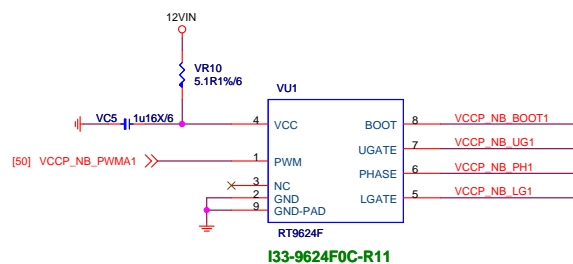 12VIN
VR10
5.1R1%/6
VU1
VC5 1u16X/6
4 VCC BOOT 8 VCCP_NB_BOOT1
UGATE 7 VCCP_NB_UG1
[50] VCCP_NB_PWMA1 1 PWM
PHASE 6 VCCP_NB_PH1
3 NC
2 GND LGATE 5 VCCP_NB_LG1
9 GND-PAD
RT9624F
I33-9624F0C-R11